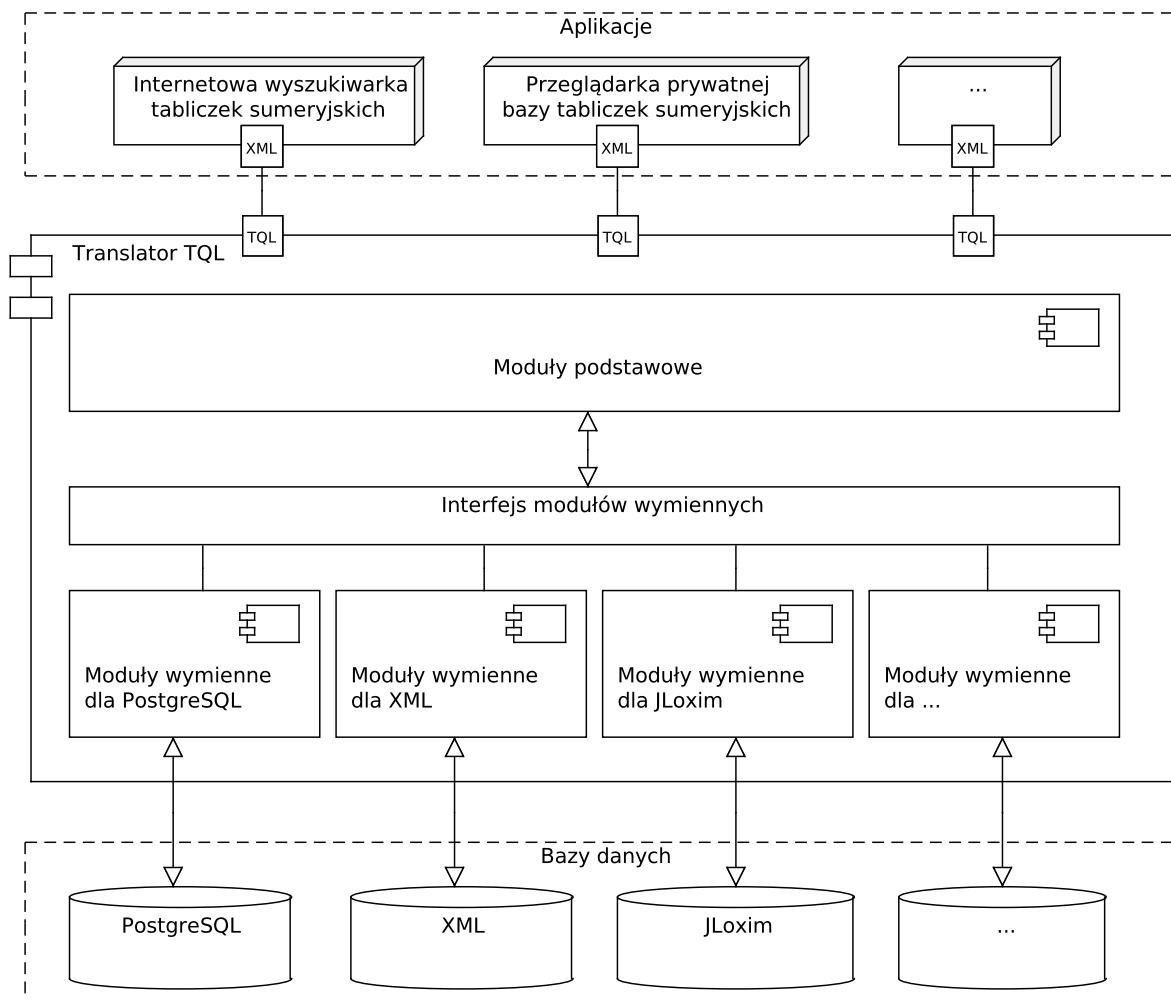 Aplikacje
Internetowa wyszukiwarka
tabliczek sumeryjskich
XML
Przeglądarka prywatnej
bazy tabliczek sumeryjskich
XML
...
XML
TQL
TQL
TQL
Translator TQL
Moduły podstawowe
Interfejs modułów wymiennych
Moduły wymienne
dla PostgreSQL
Moduły wymienne
dla XML
Moduły wymienne
dla JLoxim
Moduły wymienne
dla ...
Bazy danych
PostgreSQL
XML
JLoxim
...